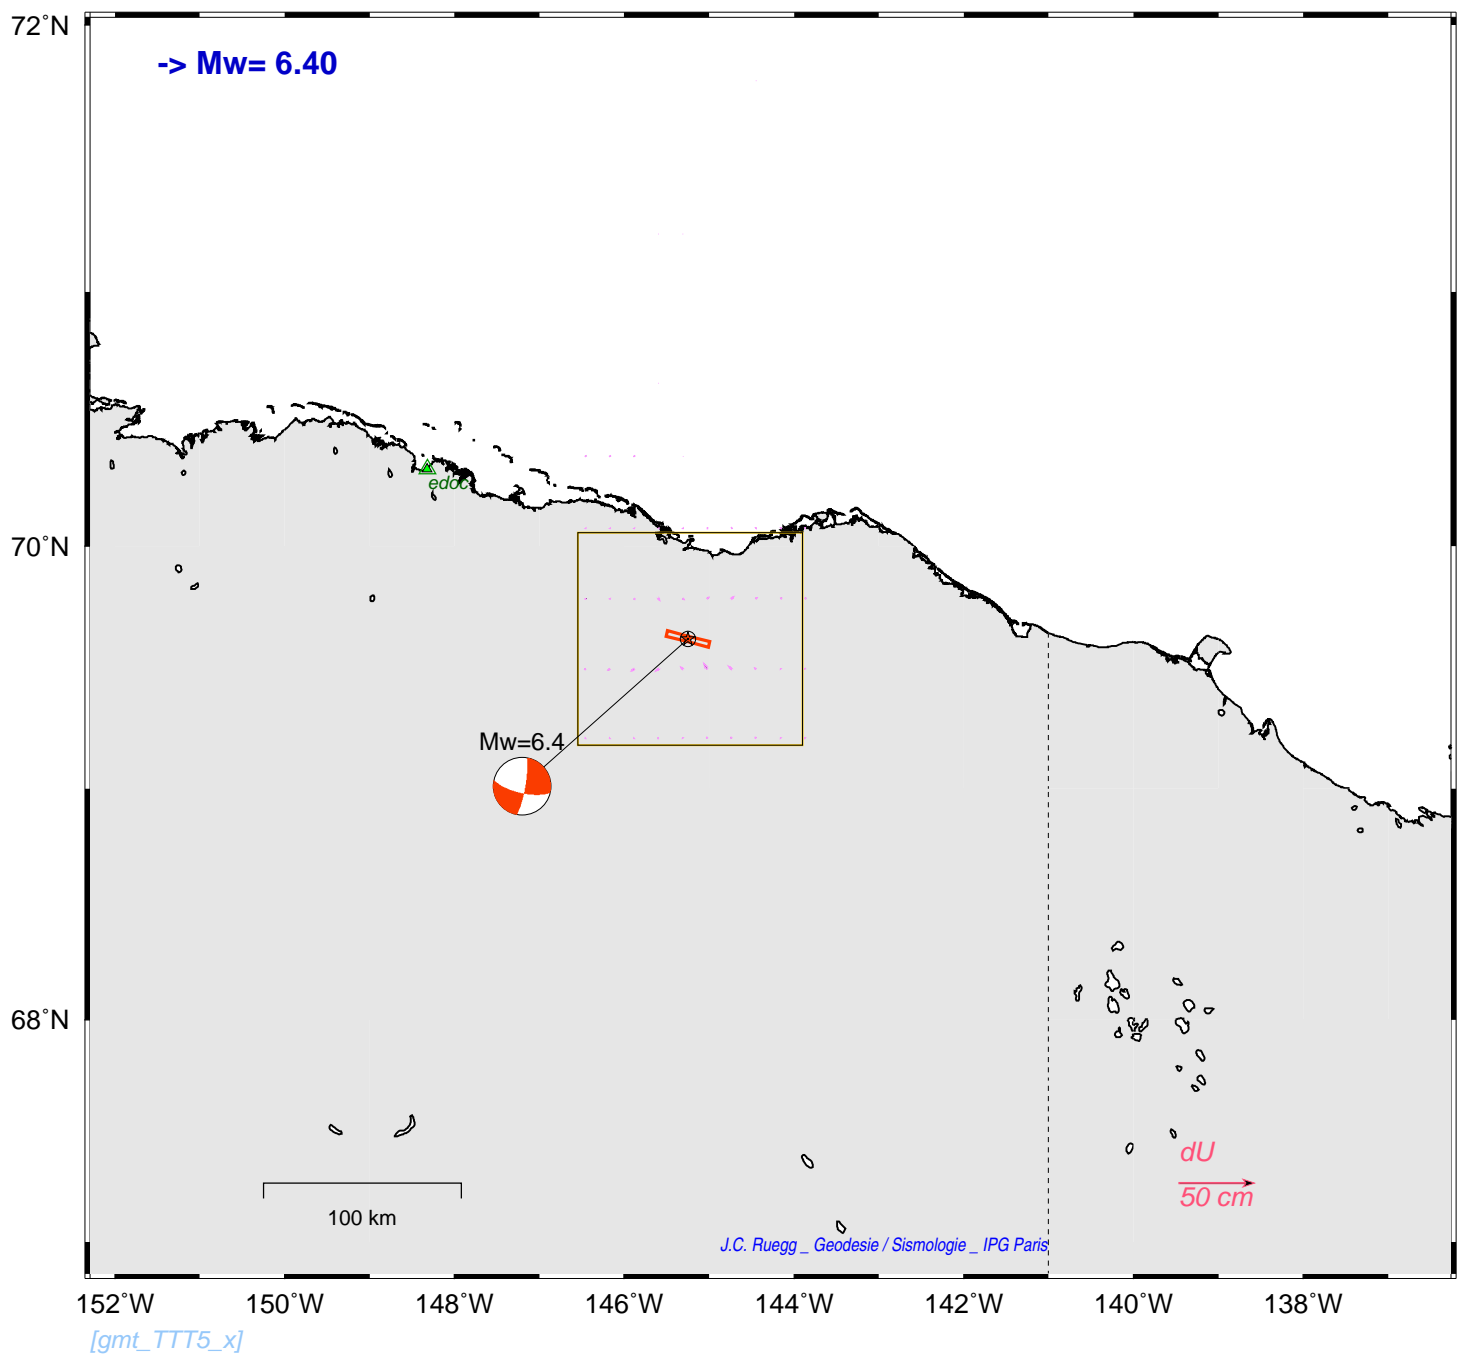 72˚N
-> Mw= 6.40
edoc
70˚N
Mw=6.4
68˚N
dU
50 cm
100 km
J.C. Ruegg _ Geodesie / Sismologie _ IPG Paris
152˚W 150˚W 148˚W 146˚W 144˚W 142˚W 140˚W 138˚W
[gmt_TTT5_x]